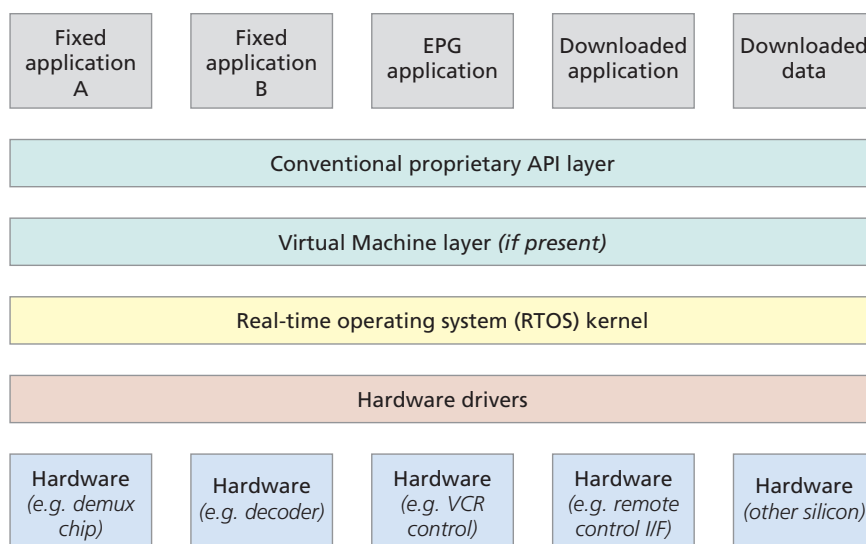 Fixed
application
A
Fixed
application
B
EPG
application
Downloaded
application
Downloaded
data
Conventional proprietary API layer
Virtual Machine layer (if present)
Real-time operating system (RTOS) kernel
Hardware drivers
Hardware
(e.g. demux
chip)
Hardware
(e.g. decoder)
Hardware
(e.g. VCR
control)
Hardware
(e.g. remote
control I/F)
Hardware
(other silicon)